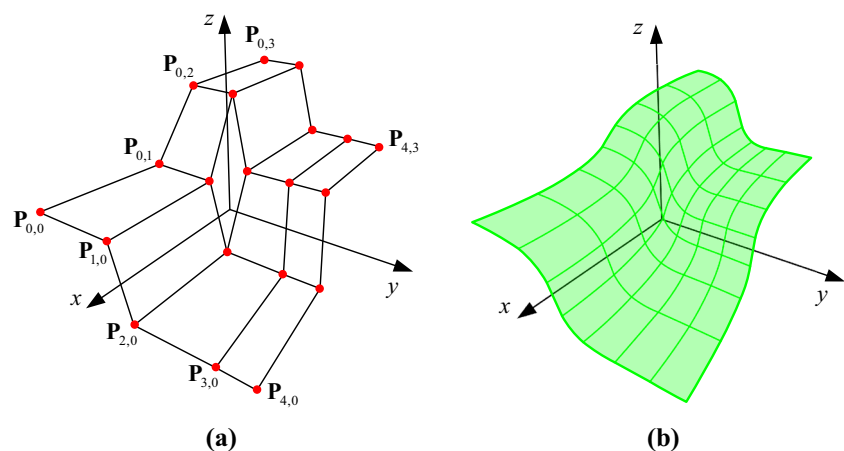 z
P0,3
P0,2
P0,1
P4,3
P0,0
P1,0
x
y
P2,0
P3,0
P4,0
(a)
z
x
y
(b)